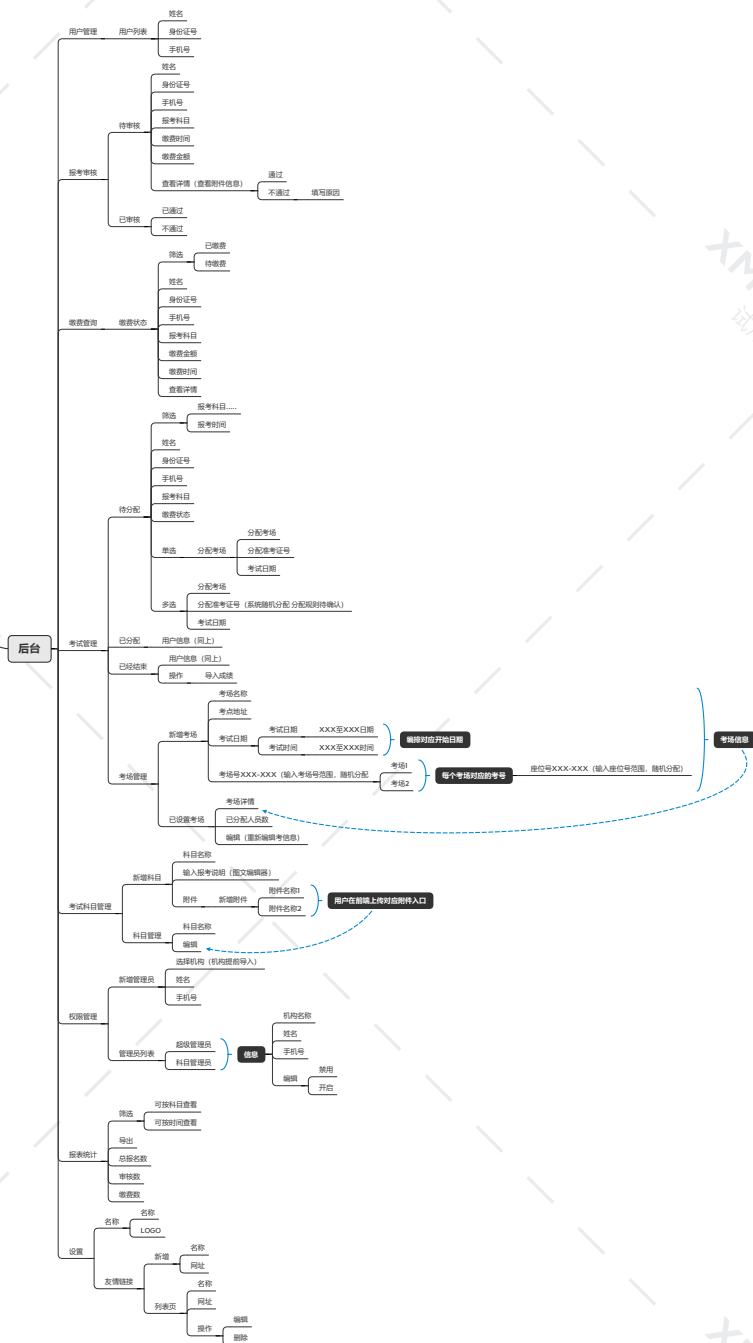 后台
用户管理
用户列表
姓名
身份证号
手机号
报考审核
待审核
姓名
身份证号
手机号
报考科目
缴费时间
缴费金额
查看详情（查看附件信息）
通过
不通过
填写原因
已审核
已通过
不通过
缴费查询
缴费状态
筛选
已缴费
待缴费
姓名
身份证号
手机号
报考科目
缴费金额
缴费时间
查看详情
考试管理
待分配
筛选
报考科目.....
报考时间
姓名
身份证号
手机号
报考科目
缴费状态
单选
分配考场
分配考场
分配准考证号
考试日期
多选
分配考场
分配准考证号（系统随机分配 分配规则待确认）
考试日期
已分配
用户信息（同上）
已经结束
用户信息（同上）
操作
导入成绩
考场管理
新增考场
考场名称
考点地址
考试日期
考试日期
XXX至XXX日期
考试时间
XXX至XXX时间
编排对应开始日期
考场号XXX-XXX（输入考场号范围，随机分配
考场1
考场2
每个考场对应的考号
座位号XXX-XXX（输入座位号范围，随机分配）
考场信息
已设置考场
考场详情
已分配人员数
编辑（重新编辑考信息）
考试科目管理
新增科目
科目名称
输入报考说明（图文编辑器）
附件
新增附件
附件名称1
附件名称2
用户在前端上传对应附件入口
科目管理
科目名称
编辑
权限管理
新增管理员
选择机构（机构提前导入）
姓名
手机号
管理员列表
超级管理员
科目管理员
信息
机构名称
姓名
手机号
编辑
禁用
开启
报表统计
筛选
可按科目查看
可按时间查看
导出
总报名数
审核数
缴费数
设置
名称
名称
LOGO
友情链接
新增
名称
网址
列表页
名称
网址
操作
编辑
删除